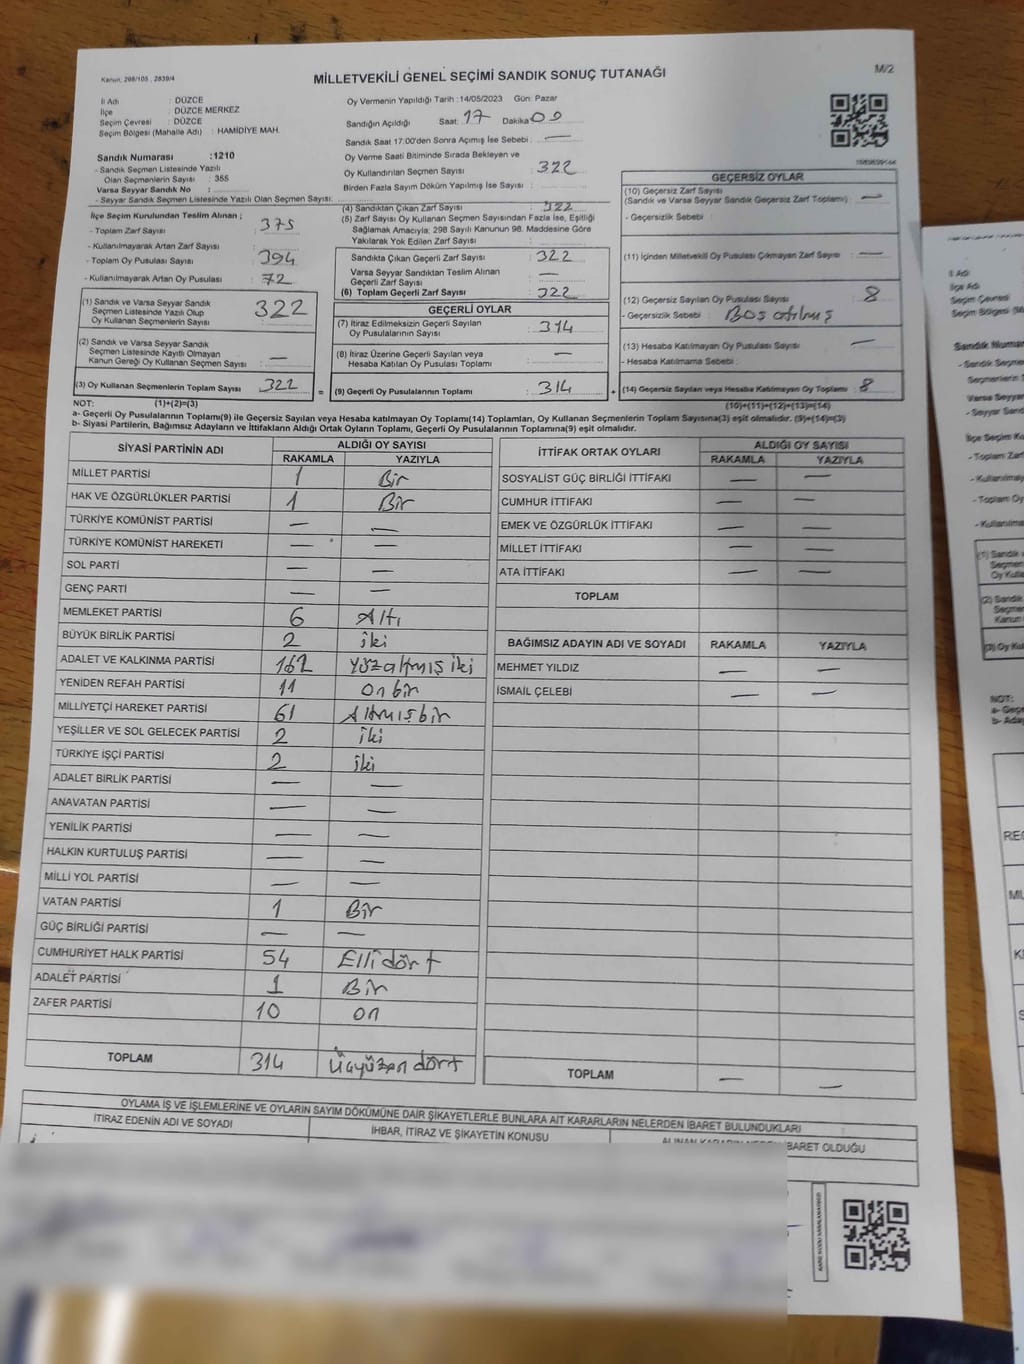 Kanun: 298/105, 2839/4
MİLLETVEKİLİ GENEL SEÇİMİ SANDIK SONUÇ TUTANAĞI
M/2
İl Adı : DÜZCE
İlçe : DÜZCE MERKEZ
Seçim Çevresi : DÜZCE
Seçim Bölgesi (Mahalle Adı) : HAMİDİYE MAH.
Oy Vermenin Yapıldığı Tarih :14/05/2023 Gün: Pazar
Sandığın Açıldığı Saat: 17 Dakika 00
Sandık Saat 17:00'den Sonra Açımış İse Sebebi : —
Oy Verme Saati Bitiminde Sırada Bekleyen ve
Oy Kullandırılan Seçmen Sayısı : 322
Birden Fazla Sayım Döküm Yapılmış İse Sayısı :
Sandık Numarası :1210
- Sandık Seçmen Listesinde Yazılı
Olan Seçmenlerin Sayısı : 355
Varsa Seyyar Sandık No :
- Seyyar Sandık Seçmen Listesinde Yazılı Olan Seçmen Sayısı:
İlçe Seçim Kurulundan Teslim Alınan ;
- Toplam Zarf Sayısı : 375
- Kullanılmayarak Artan Zarf Sayısı :
- Toplam Oy Pusulası Sayısı : 394
- Kullanılmayarak Artan Oy Pusulası : 72
(1) Sandık ve Varsa Seyyar Sandık
Seçmen Listesinde Yazılı Olup
Oy Kullanan Seçmenlerin Sayısı : 322
(2) Sandık ve Varsa Seyyar Sandık
Seçmen Listesinde Kayıtlı Olmayan
Kanun Gereği Oy Kullanan Seçmen Sayısı : —
(3) Oy Kullanan Seçmenlerin Toplam Sayısı : 322
(4) Sandıktan Çıkan Zarf Sayısı : 322
(5) Zarf Sayısı Oy Kullanan Seçmen Sayısından Fazla İse, Eşitliği
Sağlamak Amacıyla; 298 Sayılı Kanunun 98. Maddesine Göre
Yakılarak Yok Edilen Zarf Sayısı :
Sandıkta Çıkan Geçerli Zarf Sayısı : 322
Varsa Seyyar Sandıktan Teslim Alınan
Geçerli Zarf Sayısı : —
(6) Toplam Geçerli Zarf Sayısı : 322
GEÇERLİ OYLAR
(7) İtiraz Edilmeksizin Geçerli Sayılan
Oy Pusulalarının Sayısı : 314
(8) İtiraz Üzerine Geçerli Sayılan veya
Hesaba Katılan Oy Pusulası Toplamı : —
= (9) Geçerli Oy Pusulalarının Toplamı : 314 +
GEÇERSİZ OYLAR
(10) Geçersiz Zarf Sayısı
(Sandık ve Varsa Seyyar Sandık Geçersiz Zarf Toplamı) : —
- Geçersizlik Sebebi :
(11) İçinden Milletvekili Oy Pusulası Çıkmayan Zarf Sayısı : —
(12) Geçersiz Sayılan Oy Pusulası Sayısı : 8
- Geçersizlik Sebebi : Boş atılmış
(13) Hesaba Katılmayan Oy Pusulası Sayısı : —
- Hesaba Katılmama Sebebi :
(14) Geçersiz Sayılan veya Hesaba Katılmayan Oy Toplamı : 8
NOT: (1)+(2)=(3) (10)+(11)+(12)+(13)=(14)
a- Geçerli Oy Pusulalarının Toplamı(9) ile Geçersiz Sayılan veya Hesaba katılmayan Oy Toplamı(14) Toplamları, Oy Kullanan Seçmenlerin Toplam Sayısına(3) eşit olmalıdır. (9)+(14)=(3)
b- Siyasi Partilerin, Bağımsız Adayların ve İttifakların Aldığı Ortak Oyların Toplamı, Geçerli Oy Pusulalarının Toplamına(9) eşit olmalıdır.
SİYASİ PARTİNİN ADI ALDIĞI OY SAYISI
RAKAMLA YAZIYLA
MİLLET PARTİSİ 1 Bir
HAK VE ÖZGÜRLÜKLER PARTİSİ 1 Bir
TÜRKİYE KOMÜNİST PARTİSİ — —
TÜRKİYE KOMÜNİST HAREKETİ — —
SOL PARTİ — —
GENÇ PARTİ — —
MEMLEKET PARTİSİ 6 Altı
BÜYÜK BİRLİK PARTİSİ 2 iki
ADALET VE KALKINMA PARTİSİ 162 Yüzaltmış iki
YENİDEN REFAH PARTİSİ 11 On bir
MİLLİYETÇİ HAREKET PARTİSİ 61 Altmışbir
YEŞİLLER VE SOL GELECEK PARTİSİ 2 iki
TÜRKİYE İŞÇİ PARTİSİ 2 iki
ADALET BİRLİK PARTİSİ — —
ANAVATAN PARTİSİ — —
YENİLİK PARTİSİ — —
HALKIN KURTULUŞ PARTİSİ — —
MİLLİ YOL PARTİSİ — —
VATAN PARTİSİ 1 Bir
GÜÇ BİRLİĞİ PARTİSİ — —
CUMHURİYET HALK PARTİSİ 54 Ellidört
ADALET PARTİSİ 1 Bir
ZAFER PARTİSİ 10 on
TOPLAM 314 Üçyüzondört
İTTİFAK ORTAK OYLARI ALDIĞI OY SAYISI
RAKAMLA YAZIYLA
SOSYALİST GÜÇ BİRLİĞİ İTTİFAKI — —
CUMHUR İTTİFAKI — —
EMEK VE ÖZGÜRLÜK İTTİFAKI — —
MİLLET İTTİFAKI — —
ATA İTTİFAKI — —
TOPLAM
BAĞIMSIZ ADAYIN ADI VE SOYADI RAKAMLA YAZIYLA
MEHMET YILDIZ — —
İSMAİL ÇELEBİ — —
TOPLAM — —
OYLAMA İŞ VE İŞLEMLERİNE VE OYLARIN SAYIM DÖKÜMÜNE DAİR ŞİKAYETLERLE BUNLARA AİT KARARLARIN NELERDEN İBARET BULUNDUKLARI
İTİRAZ EDENİN ADI VE SOYADI
İHBAR, İTİRAZ VE ŞİKAYETİN KONUSU
ALINAN KARARIN NEDEN İBARET OLDUĞU